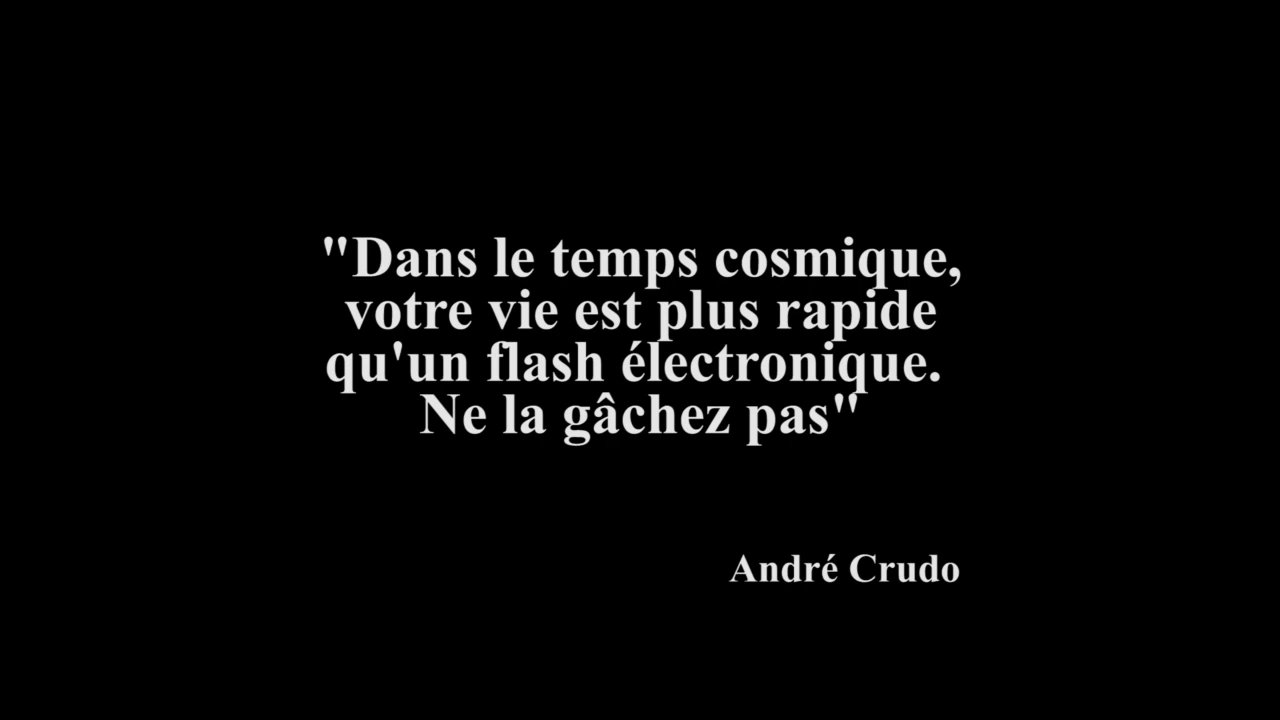 "Dans le temps cosmique,
votre vie est plus rapide
qu'un flash électronique.
Ne la gâchez pas"
André Crudo